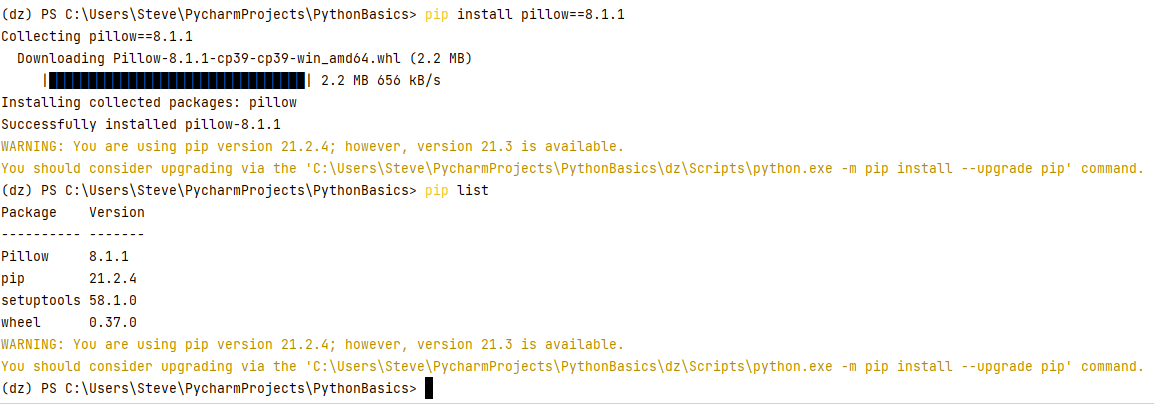 (dz) PS C:\Users\Steve\PycharmProjects\PythonBasics> pip install pillow==8.1.1
Collecting pillow==8.1.1
  Downloading Pillow-8.1.1-cp39-cp39-win_amd64.whl (2.2 MB)
     |████████████████████████████████| 2.2 MB 656 kB/s
Installing collected packages: pillow
Successfully installed pillow-8.1.1
WARNING: You are using pip version 21.2.4; however, version 21.3 is available.
You should consider upgrading via the 'C:\Users\Steve\PycharmProjects\PythonBasics\dz\Scripts\python.exe -m pip install --upgrade pip' command.
(dz) PS C:\Users\Steve\PycharmProjects\PythonBasics> pip list
Package    Version
---------- -------
Pillow     8.1.1
pip        21.2.4
setuptools 58.1.0
wheel      0.37.0
WARNING: You are using pip version 21.2.4; however, version 21.3 is available.
You should consider upgrading via the 'C:\Users\Steve\PycharmProjects\PythonBasics\dz\Scripts\python.exe -m pip install --upgrade pip' command.
(dz) PS C:\Users\Steve\PycharmProjects\PythonBasics>